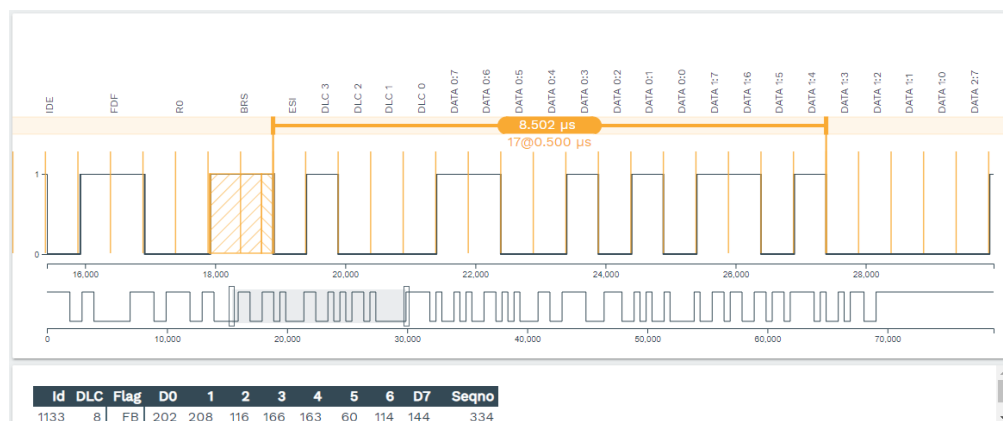 IDE FDF R0 BRS ESI DLC 3 DLC 2 DLC 1 DLC 0 DATA 0:7 DATA 0:6 DATA 0:5 DATA 0:4 DATA 0:3 DATA 0:2 DATA 0:1 DATA 0:0 DATA 1:7 DATA 1:6 DATA 1:5 DATA 1:4 DATA 1:3 DATA 1:2 DATA 1:1 DATA 1:0 DATA 2:7
8.502 µs
17@0.500 µs
1
0
16,000 18,000 20,000 22,000 24,000 26,000 28,000
0 10,000 20,000 30,000 40,000 50,000 60,000 70,000
Id DLC Flag D0 1 2 3 4 5 6 D7 Seqno
1133 8 FB 202 208 116 166 163 60 114 144 334